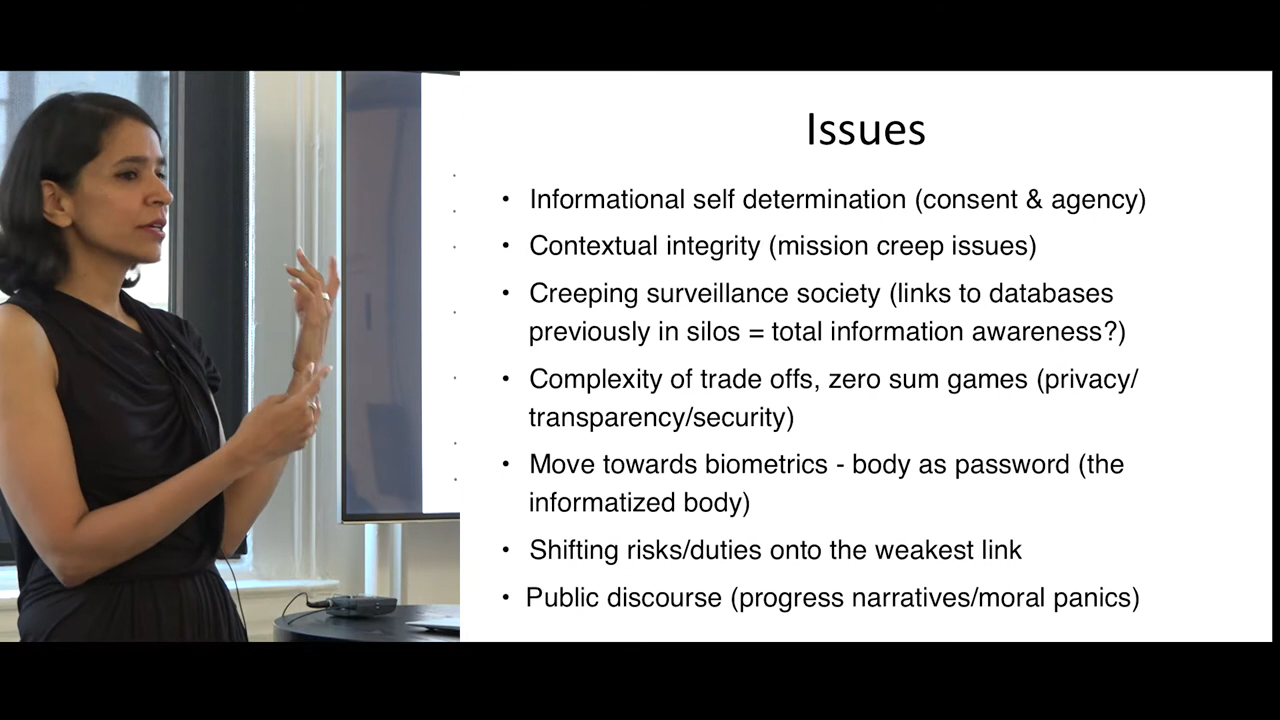 Issues
• Informational self determination (consent & agency)
• Contextual integrity (mission creep issues)
• Creeping surveillance society (links to databases
previously in silos = total information awareness?)
• Complexity of trade offs, zero sum games (privacy/
transparency/security)
• Move towards biometrics - body as password (the
informatized body)
• Shifting risks/duties onto the weakest link
• Public discourse (progress narratives/moral panics)